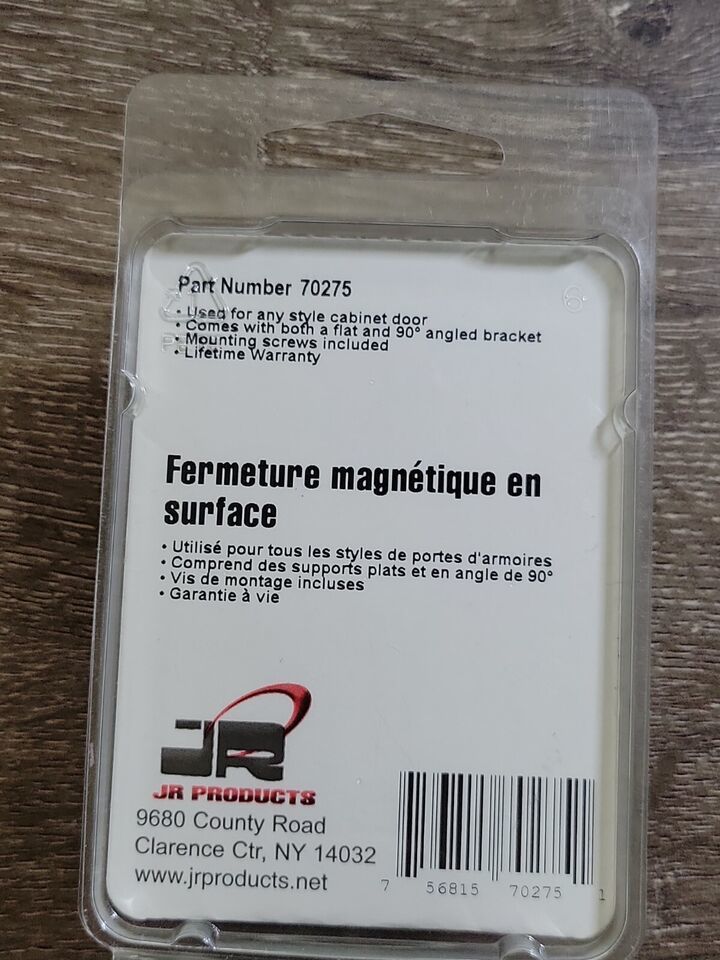 Part Number 70275
• Used for any style cabinet door
• Comes with both a flat and 90° angled bracket
• Mounting screws included
• Lifetime Warranty
Fermeture magnétique en
surface
• Utilisé pour tous les styles de portes d'armoires
• Comprend des supports plats et en angle de 90°
• Vis de montage incluses
• Garantie à vie
JR
JR PRODUCTS
9680 County Road
Clarence Ctr, NY 14032
www.jrproducts.net
7 56815 70275 1